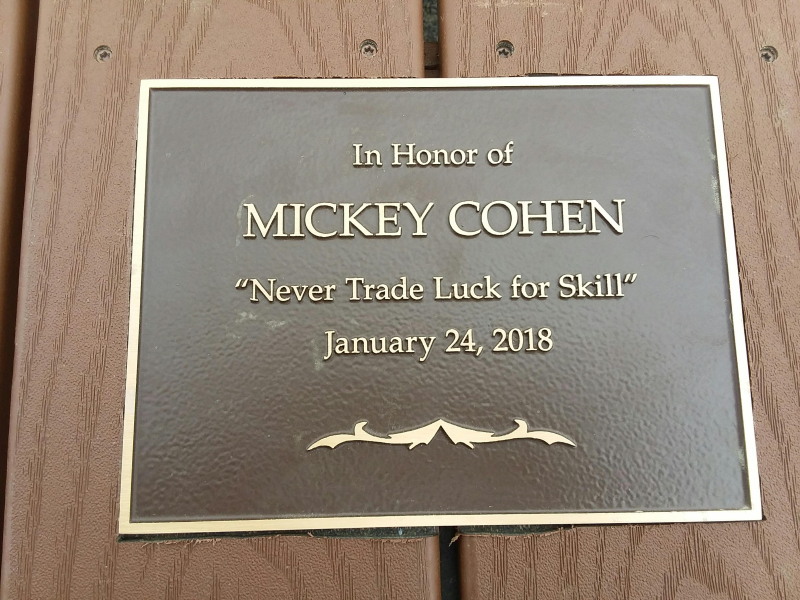 In Honor of
MICKEY COHEN
“Never Trade Luck for Skill”
January 24, 2018